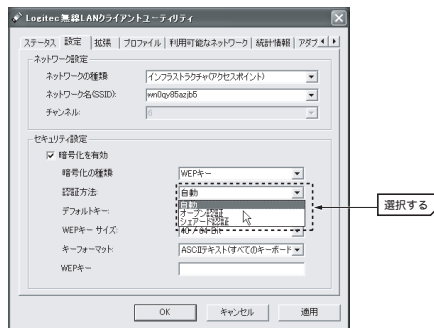 Logitec 無線LANクライアントユーティリティ
ステータス 設定 拡張 プロファイル 利用可能なネットワーク 統計情報 アダプ
ネットワーク設定
ネットワークの種類: インフラストラクチャ(アクセスポイント)
ネットワーク名(SSID): wn0qy85azjb5
チャンネル: 6
セキュリティ設定
暗号化を有効
暗号化の種類: WEPキー
認証方法: 自動
自動
オープン認証
シェアード認証
デフォルトキー:
WEPキー サイズ: 40 / 64-Bit
キーフォーマット: ASCIIテキスト(すべてのキーボード
WEPキー
選択する
OK キャンセル 適用